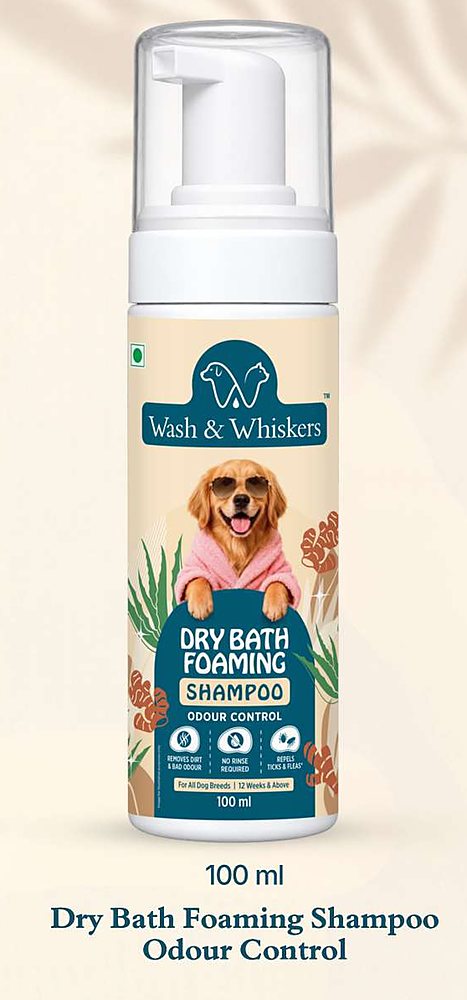 Wash & Whiskers
TM
DRY BATH
FOAMING
SHAMPOO
ODOUR CONTROL
REMOVES DIRT
& BAD ODOUR
NO RINSE
REQUIRED
REPELS
TICKS & FLEAS*
For All Dog Breeds | 12 Weeks & Above
100 ml
100 ml
Dry Bath Foaming Shampoo
Odour Control